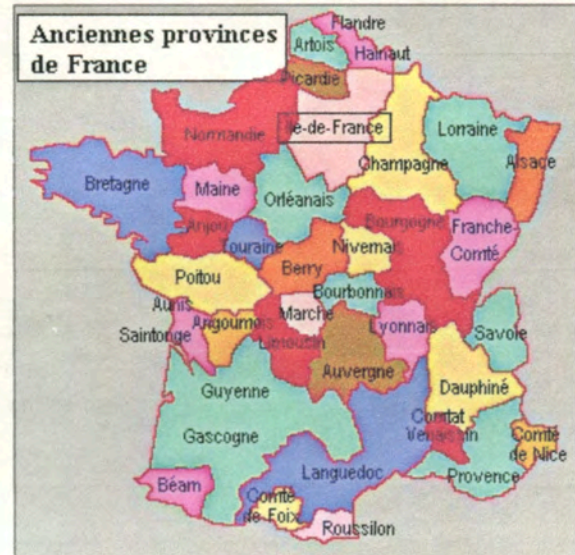 Anciennes provinces
de France
Flandre
Artois
Hainaut
Picardie
Normandie
Ile-de-France
Lorraine
Alsace
Champagne
Bretagne
Maine
Orléanais
Anjou
Touraine
Bourgogne
Franche-
Comté
Nivernais
Berry
Poitou
Bourbonnais
Aunis
Saintonge
Angoumois
Marche
Limousin
Lyonnais
Savoie
Auvergne
Dauphiné
Guyenne
Gascogne
Comtat
Venaissin
Comté
de Nice
Languedoc
Provence
Béarn
Comté
de Foix
Roussilon